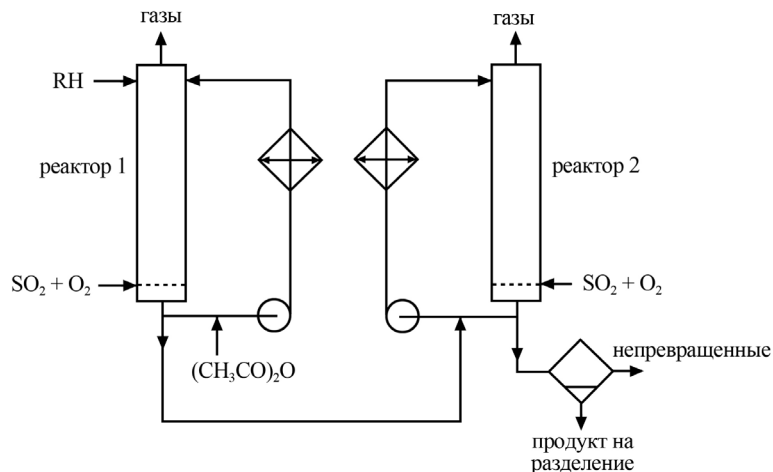 газы
газы
RH
реактор 1
реактор 2
SO₂ + O₂
SO₂ + O₂
(CH₃CO)₂O
непревращенные
продукт на
разделение